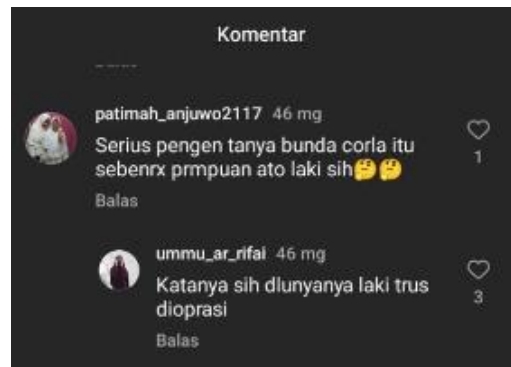 Komentar
patimah_anjuwo2117 46 mg
Serius pengen tanya bunda corla itu
sebenrx prmpuan ato laki sih🤔🤔
1
Balas
ummu_ar_rifai 46 mg
Katanya sih dlunyanya laki trus
dioprasi
3
Balas